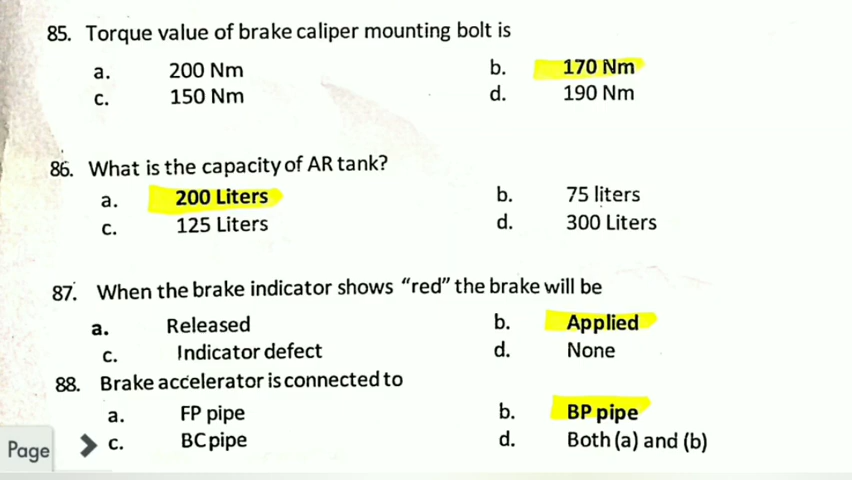 85. Torque value of brake caliper mounting bolt is
a. 200 Nm b. 170 Nm
c. 150 Nm d. 190 Nm
86. What is the capacity of AR tank?
a. 200 Liters b. 75 liters
c. 125 Liters d. 300 Liters
87. When the brake indicator shows “red” the brake will be
a. Released b. Applied
c. Indicator defect d. None
88. Brake accelerator is connected to
a. FP pipe b. BP pipe
c. BC pipe d. Both (a) and (b)
Page